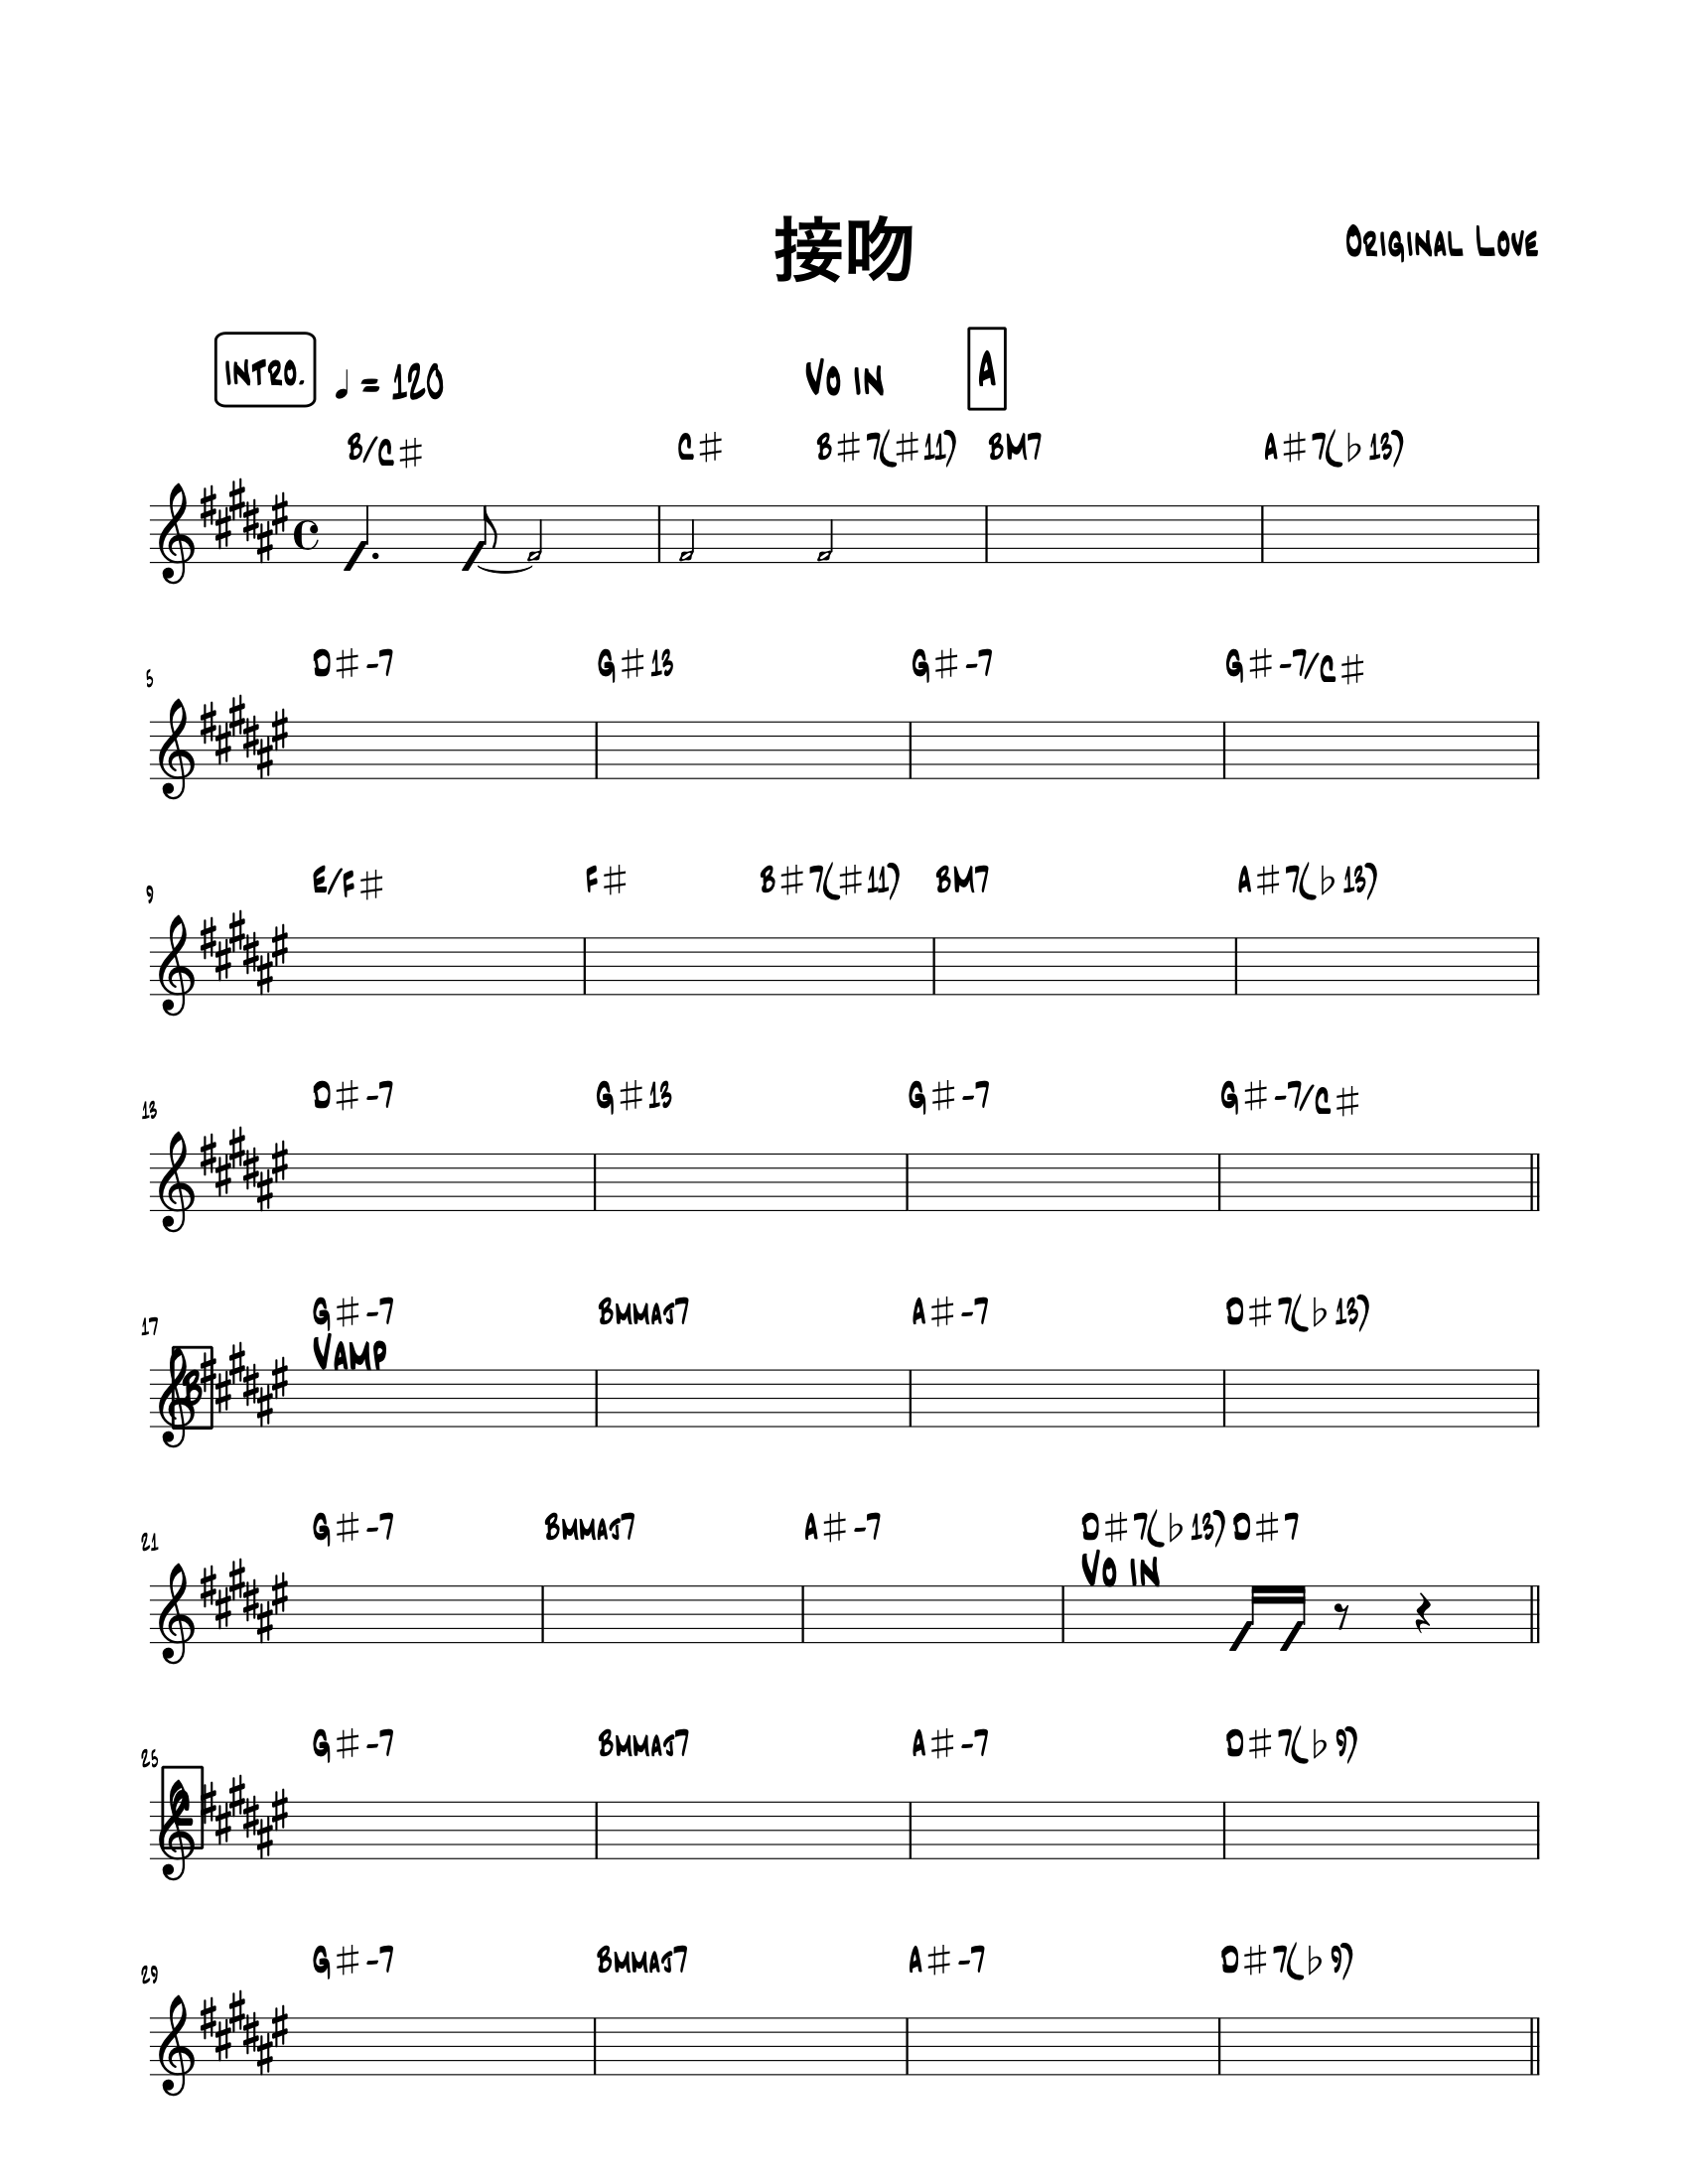 接吻
Original Love
Intro. ♩ = 120 Vo in A
B/C♯ C♯ B♯7(♯11) BM7 A♯7(♭13)
5 D♯-7 G♯13 G♯-7 G♯-7/C♯
9 E/F♯ F♯ B♯7(♯11) BM7 A♯7(♭13)
13 D♯-7 G♯13 G♯-7 G♯-7/C♯
17 G♯-7 Bmmaj7 A♯-7 D♯7(♭13)
B Vamp
21 G♯-7 Bmmaj7 A♯-7 D♯7(♭13) D♯7
Vo in
25 G♯-7 Bmmaj7 A♯-7 D♯7(♭9)
C
29 G♯-7 Bmmaj7 A♯-7 D♯7(♭9)